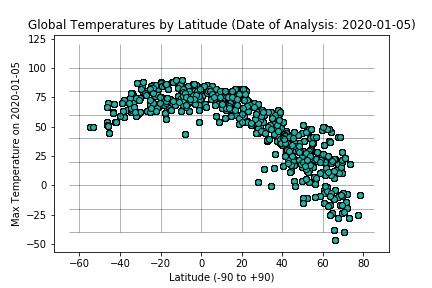 Global Temperatures by Latitude (Date of Analysis: 2020-01-05)
125
100
75
50
25
0
−25
−50
Max Temperature on 2020-01-05
−60 −40 −20 0 20 40 60 80
Latitude (-90 to +90)